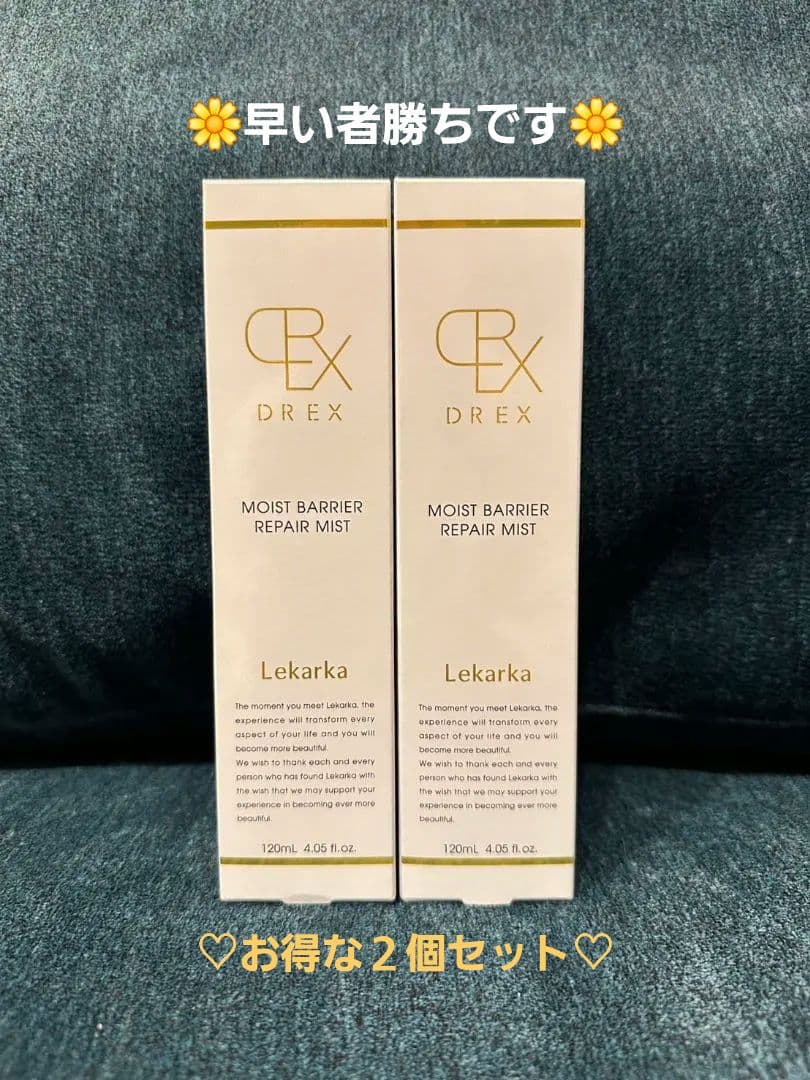 🌼早い者勝ちです🌼
DREX
DREX
MOIST BARRIER
REPAIR MIST
Lekarka
The moment you meet Lekarka, the
experience will transform every
aspect of your life and you will
become more beautiful.
We wish to thank each and every
person who has found Lekarka with
the wish that we may support your
experience in becoming ever more
beautiful.
120mL 4.05 fl.oz.
DREX
DREX
MOIST BARRIER
REPAIR MIST
Lekarka
The moment you meet Lekarka, the
experience will transform every
aspect of your life and you will
become more beautiful.
We wish to thank each and every
person who has found Lekarka with
the wish that we may support your
experience in becoming ever more
beautiful.
120mL 4.05 fl.oz.
♡お得な２個セット♡